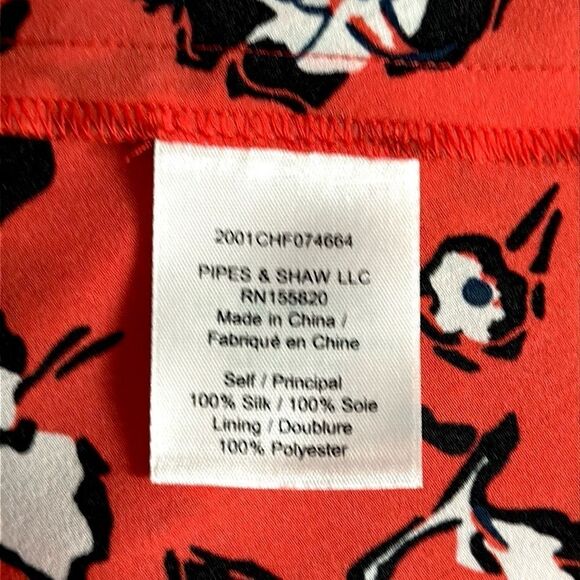 2001CHF074664
PIPES & SHAW LLC
RN155820
Made in China /
Fabriqué en Chine
Self / Principal
100% Silk / 100% Soie
Lining / Doublure
100% Polyester